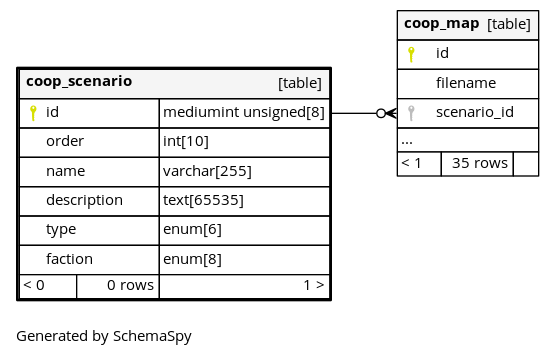 coop_map [table]
id
filename
scenario_id
...
< 1 35 rows
coop_scenario [table]
id mediumint unsigned[8]
order int[10]
name varchar[255]
description text[65535]
type enum[6]
faction enum[8]
< 0 0 rows 1 >
Generated by SchemaSpy